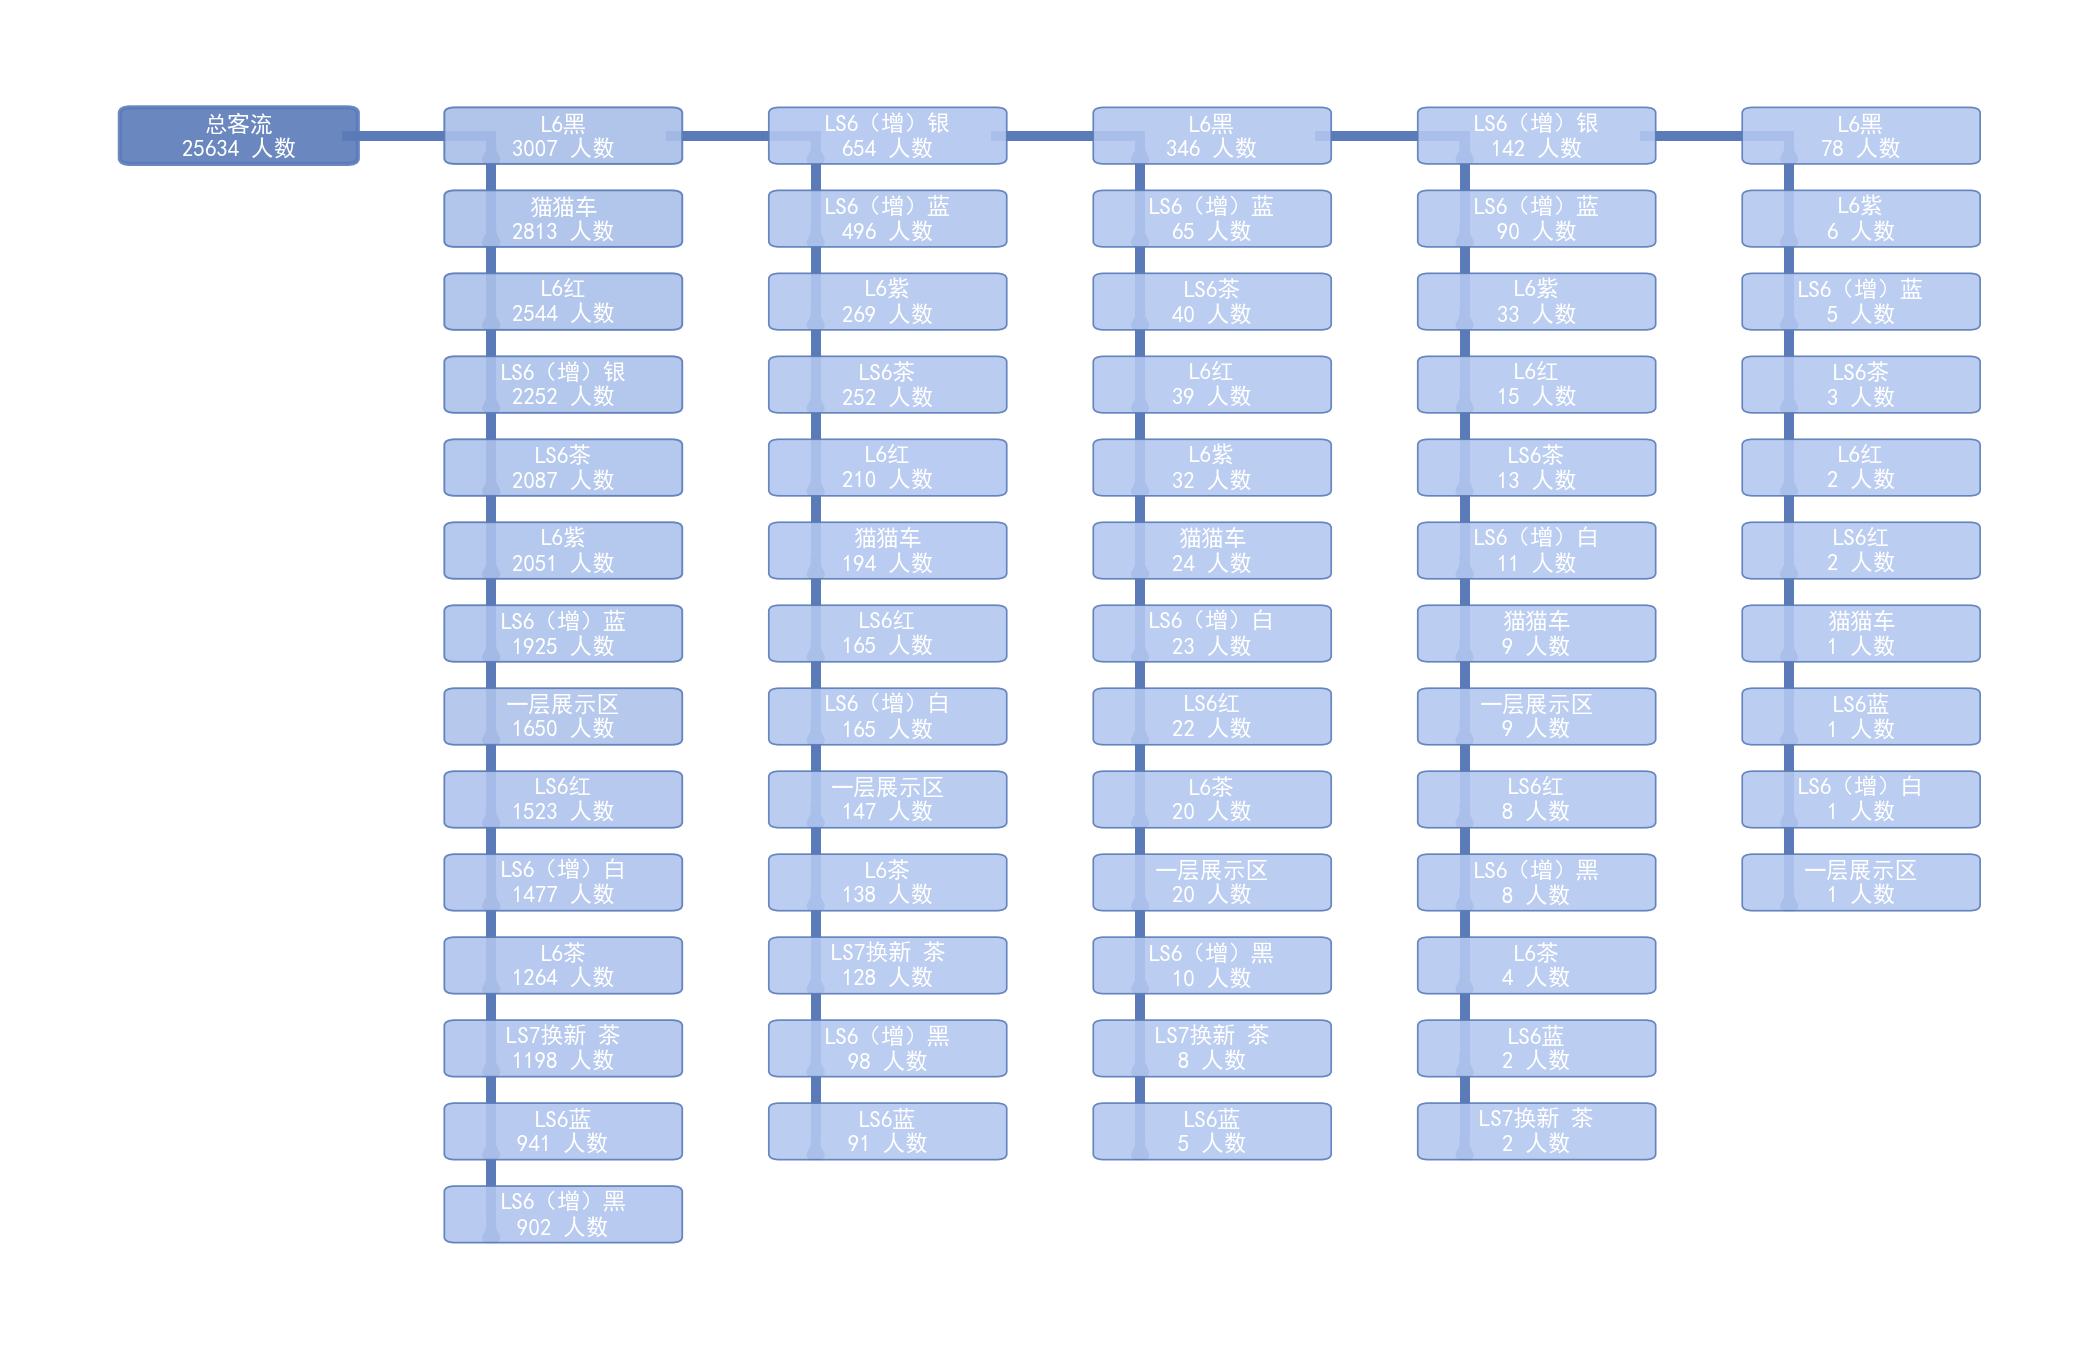 总客流
25634 人数
L6黑
3007 人数
猫猫车
2813 人数
L6红
2544 人数
LS6（增）银
2252 人数
LS6茶
2087 人数
L6紫
2051 人数
LS6（增）蓝
1925 人数
一层展示区
1650 人数
LS6红
1523 人数
LS6（增）白
1477 人数
L6茶
1264 人数
LS7换新 茶
1198 人数
LS6蓝
941 人数
LS6（增）黑
902 人数
LS6（增）银
654 人数
LS6（增）蓝
496 人数
L6紫
269 人数
LS6茶
252 人数
L6红
210 人数
猫猫车
194 人数
LS6红
165 人数
LS6（增）白
165 人数
一层展示区
147 人数
L6茶
138 人数
LS7换新 茶
128 人数
LS6（增）黑
98 人数
LS6蓝
91 人数
L6黑
346 人数
LS6（增）蓝
65 人数
LS6茶
40 人数
L6红
39 人数
L6紫
32 人数
猫猫车
24 人数
LS6（增）白
23 人数
LS6红
22 人数
L6茶
20 人数
一层展示区
20 人数
LS6（增）黑
10 人数
LS7换新 茶
8 人数
LS6蓝
5 人数
LS6（增）银
142 人数
LS6（增）蓝
90 人数
L6紫
33 人数
L6红
15 人数
LS6茶
13 人数
LS6（增）白
11 人数
猫猫车
9 人数
一层展示区
9 人数
LS6红
8 人数
LS6（增）黑
8 人数
L6茶
4 人数
LS6蓝
2 人数
LS7换新 茶
2 人数
L6黑
78 人数
L6紫
6 人数
LS6（增）蓝
5 人数
LS6茶
3 人数
L6红
2 人数
LS6红
2 人数
猫猫车
1 人数
LS6蓝
1 人数
LS6（增）白
1 人数
一层展示区
1 人数